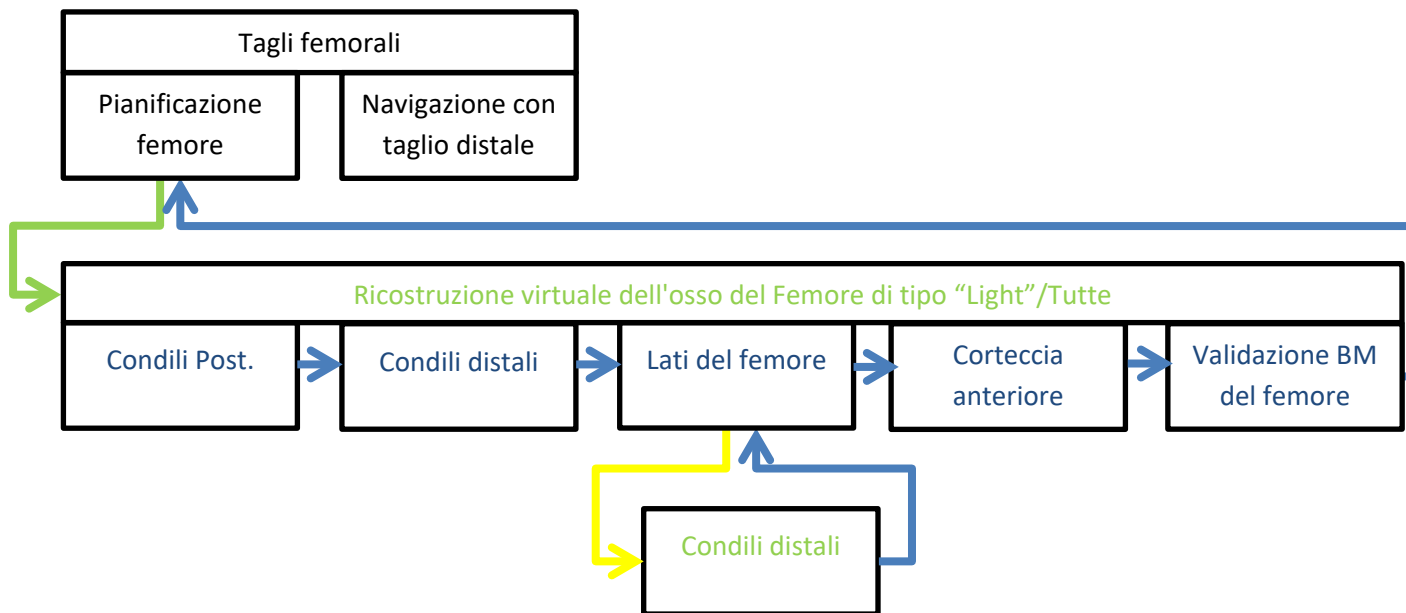 Tagli femorali
Pianificazione
femore
Navigazione con
taglio distale
Ricostruzione virtuale dell'osso del Femore di tipo “Light”/Tutte
Condili Post.
Condili distali
Lati del femore
Corteccia
anteriore
Validazione BM
del femore
Condili distali